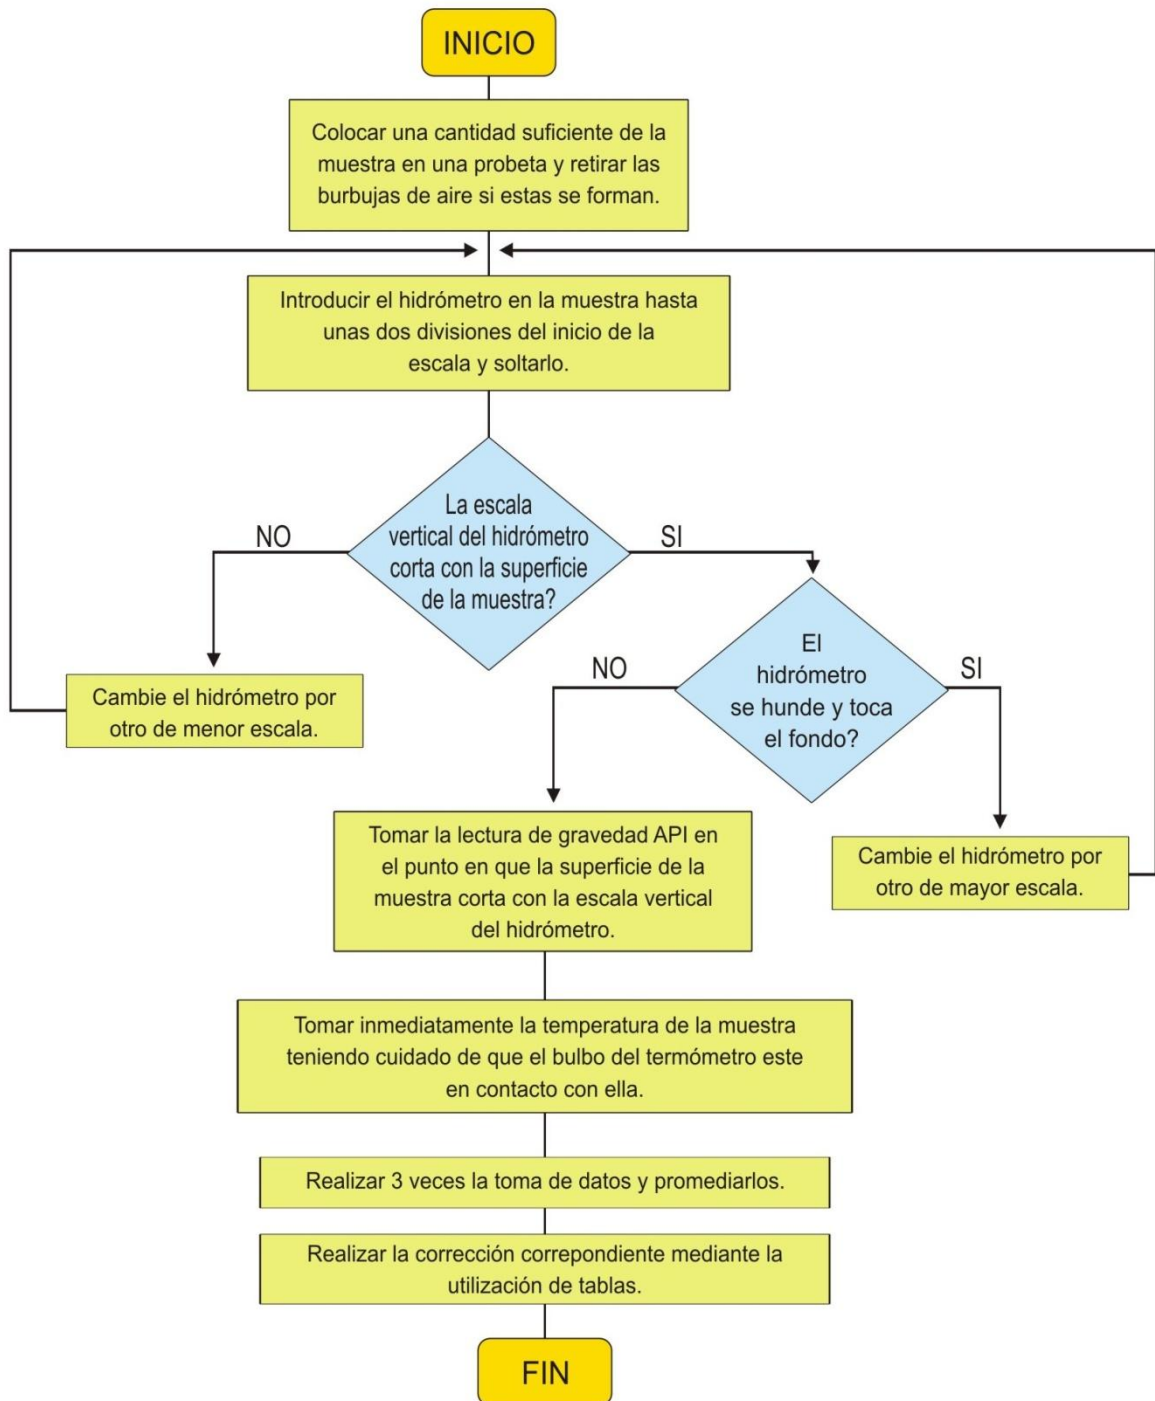 INICIO
Colocar una cantidad suficiente de la
muestra en una probeta y retirar las
burbujas de aire si estas se forman.
Introducir el hidrómetro en la muestra hasta
unas dos divisiones del inicio de la
escala y soltarlo.
La escala
vertical del hidrómetro
corta con la superficie
de la muestra?
NO
SI
Cambie el hidrómetro por
otro de menor escala.
El
hidrómetro
se hunde y toca
el fondo?
NO
SI
Tomar la lectura de gravedad API en
el punto en que la superficie de la
muestra corta con la escala vertical
del hidrómetro.
Cambie el hidrómetro por
otro de mayor escala.
Tomar inmediatamente la temperatura de la muestra
teniendo cuidado de que el bulbo del termómetro este
en contacto con ella.
Realizar 3 veces la toma de datos y promediarlos.
Realizar la corrección correpondiente mediante la
utilización de tablas.
FIN